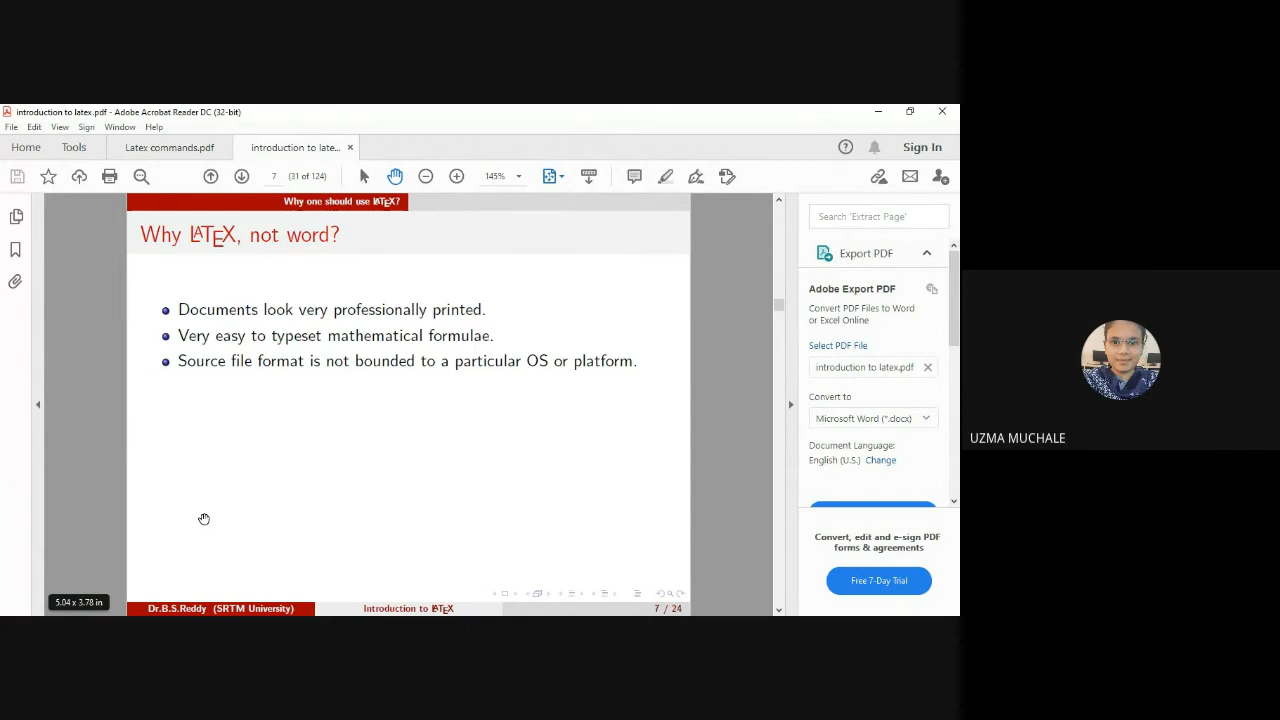 introduction to latex.pdf - Adobe Acrobat Reader DC (32-bit)
File Edit View Sign Window Help
Home Tools Latex commands.pdf introduction to late... × Sign In
7 (31 of 124) 145%
Why one should use LATEX?
Why LATEX, not word?
Documents look very professionally printed.
Very easy to typeset mathematical formulae.
Source file format is not bounded to a particular OS or platform.
5.04 x 3.78 in
Dr.B.S.Reddy (SRTM University) Introduction to LATEX 7 / 24
Search 'Extract Page'
Export PDF
Adobe Export PDF
Convert PDF Files to Word
or Excel Online
Select PDF File
introduction to latex.pdf
Convert to
Microsoft Word (*.docx)
Document Language:
English (U.S.) Change
Convert, edit and e-sign PDF
forms & agreements
Free 7-Day Trial
UZMA MUCHALE